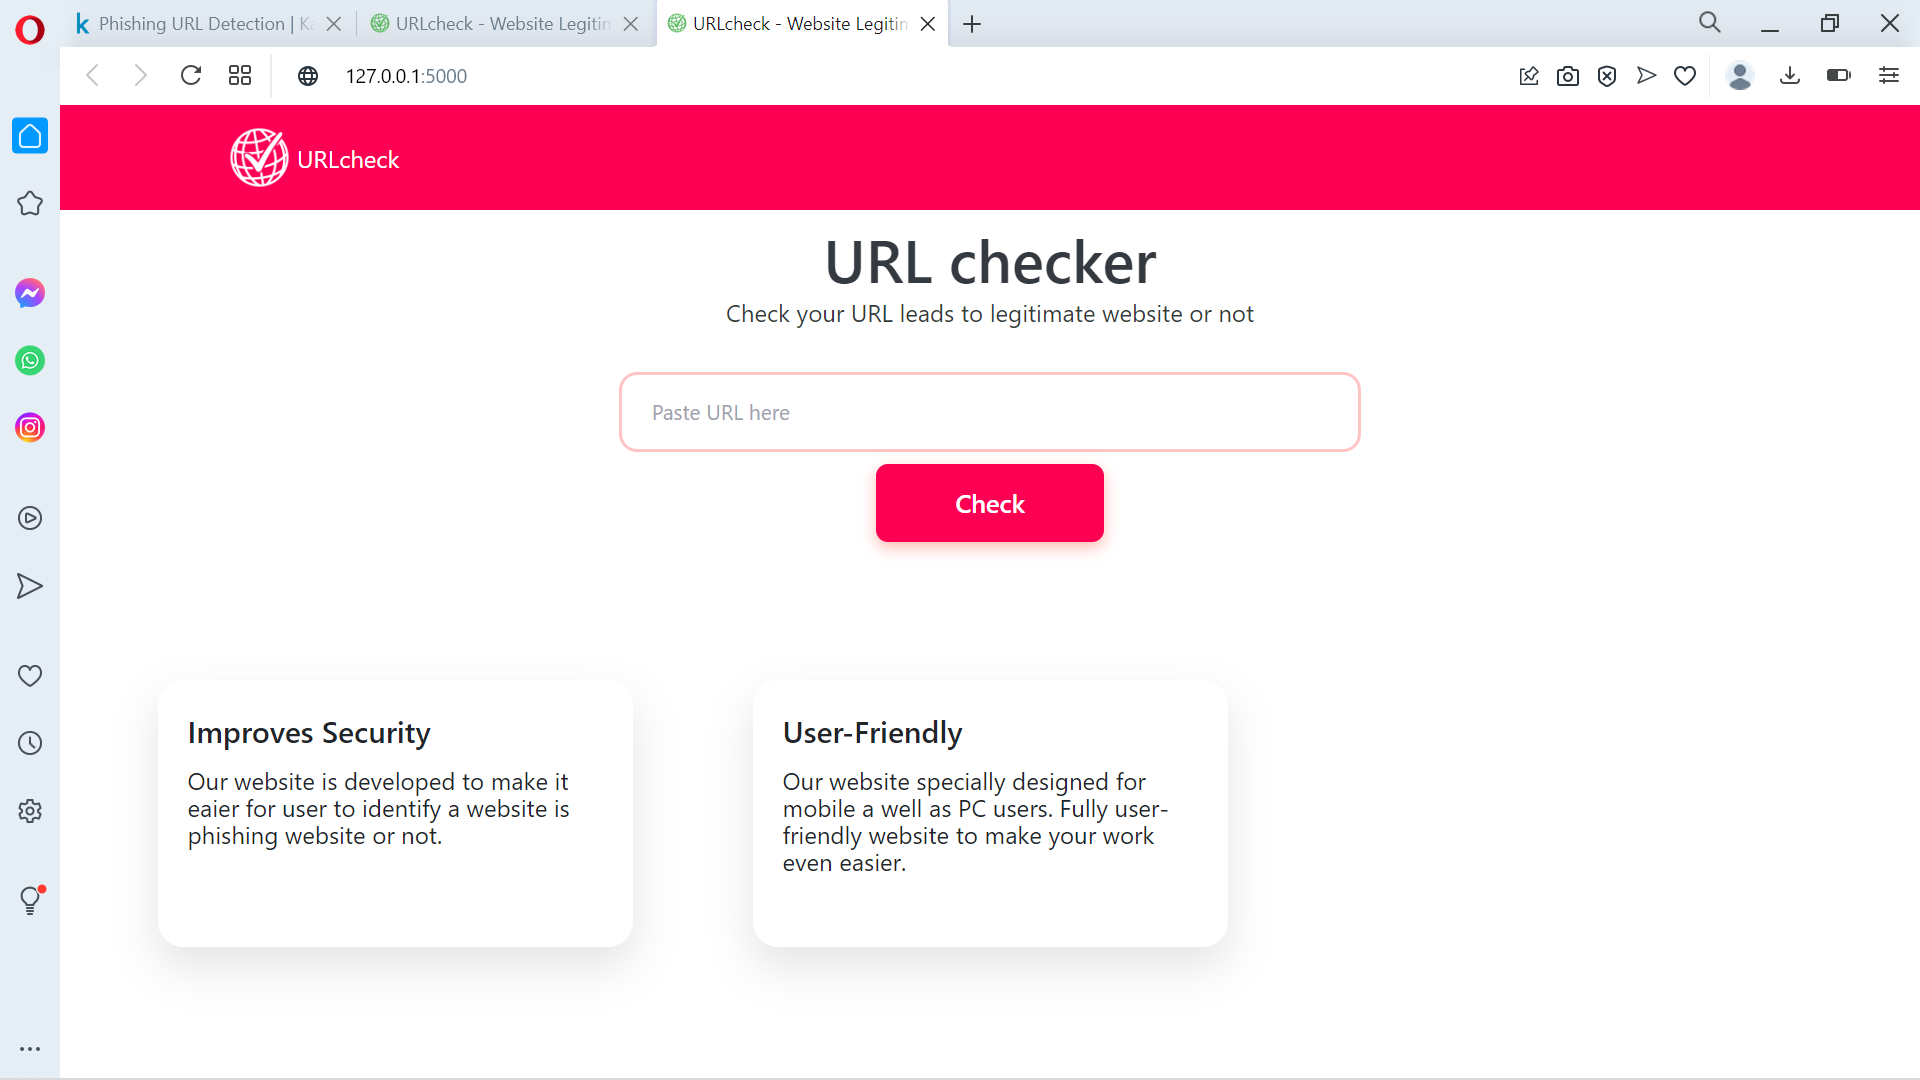 Phishing URL Detection | Ka
URLcheck - Website Legitim
URLcheck - Website Legitim
127.0.0.1:5000
URLcheck
URL checker
Check your URL leads to legitimate website or not
Paste URL here
Check
Improves Security
Our website is developed to make it
eaier for user to identify a website is
phishing website or not.
User-Friendly
Our website specially designed for
mobile a well as PC users. Fully user-
friendly website to make your work
even easier.